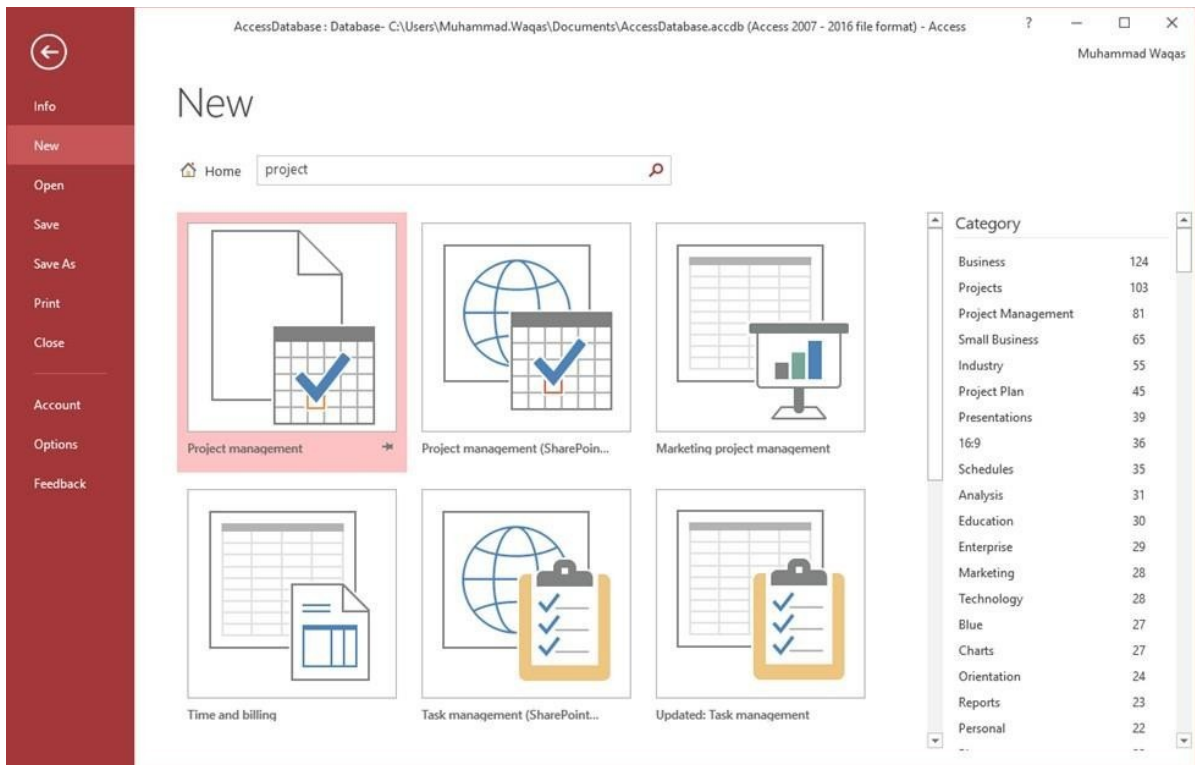 AccessDatabase : Database- C:\Users\Muhammad.Waqas\Documents\AccessDatabase.accdb (Access 2007 - 2016 file format) - Access
?
Muhammad Waqas
Info
New
Open
Save
Save As
Print
Close
Account
Options
Feedback
New
Home
project
Project management
Project management (SharePoin...
Marketing project management
Time and billing
Task management (SharePoint...
Updated: Task management
Category
Business 124
Projects 103
Project Management 81
Small Business 65
Industry 55
Project Plan 45
Presentations 39
16:9 36
Schedules 35
Analysis 31
Education 30
Enterprise 29
Marketing 28
Technology 28
Blue 27
Charts 27
Orientation 24
Reports 23
Personal 22